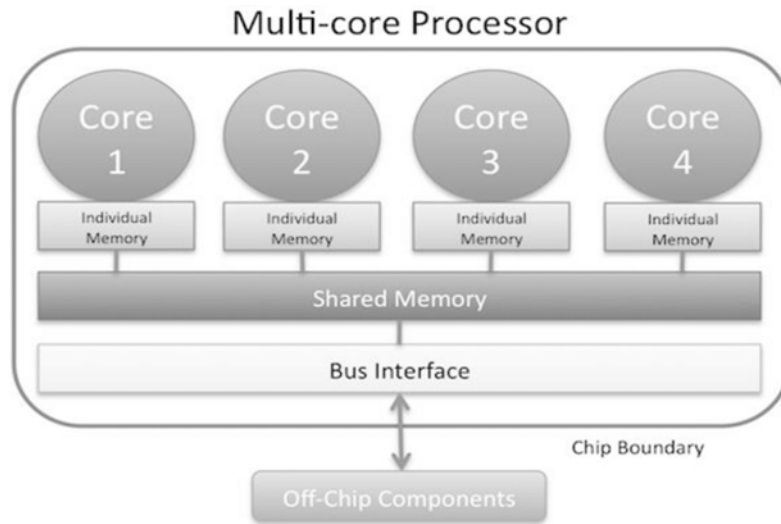 Multi-core Processor
Core
1
Core
2
Core
3
Core
4
Individual
Memory
Individual
Memory
Individual
Memory
Individual
Memory
Shared Memory
Bus Interface
Chip Boundary
Off-Chip Components